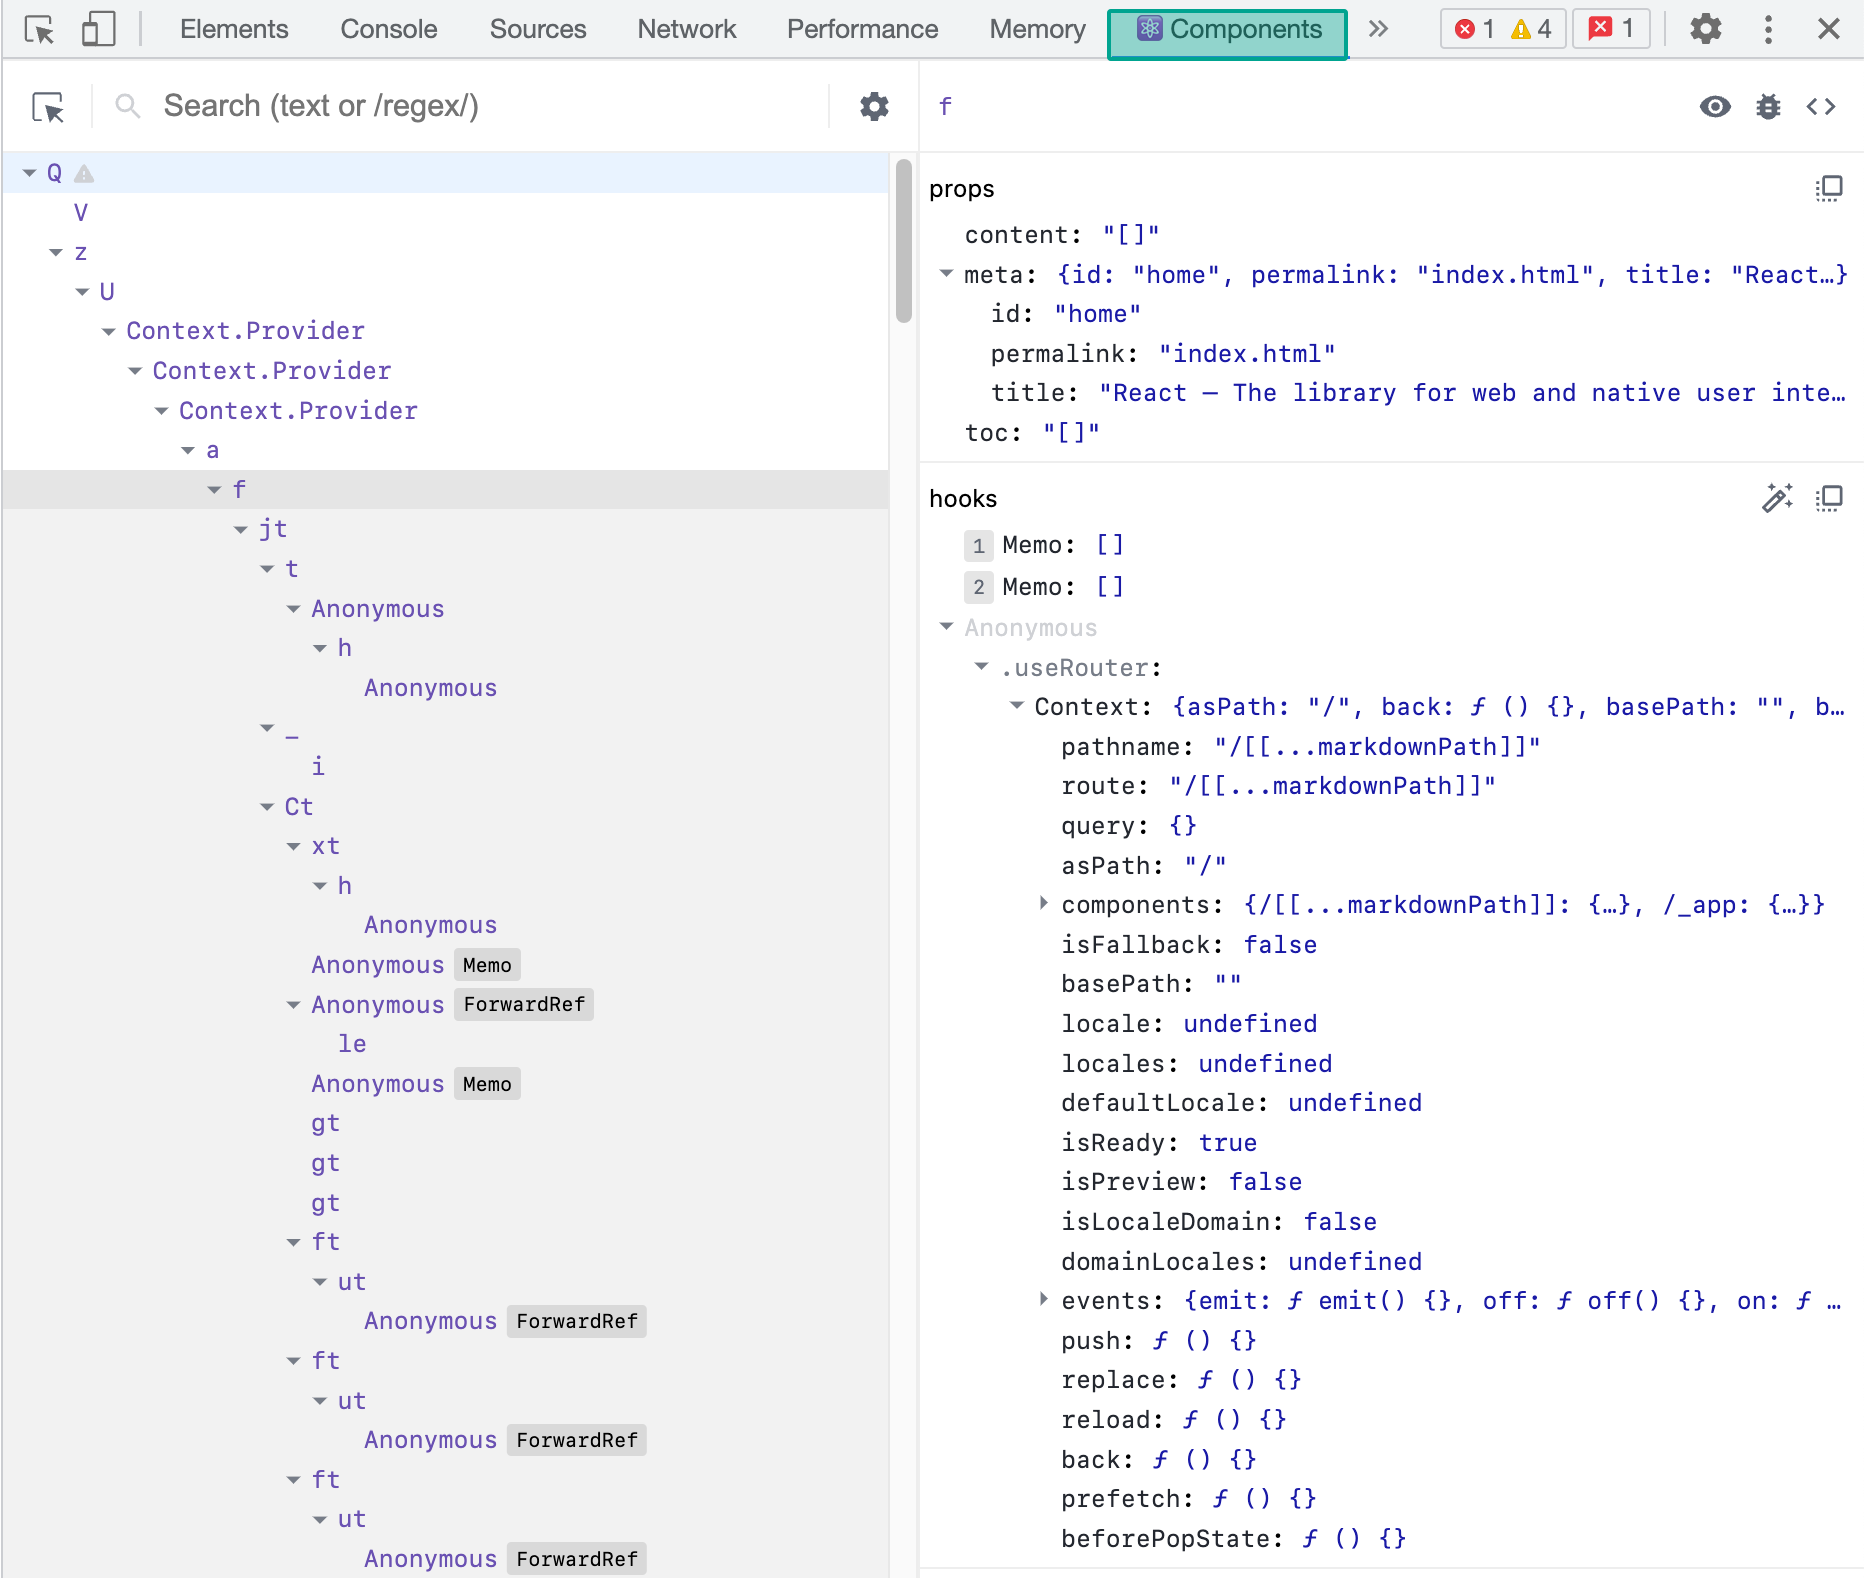 Elements Console Sources Network Performance Memory Components 1 4 1
Search (text or /regex/)
Q
V
z
U
Context.Provider
Context.Provider
Context.Provider
a
f
jt
t
Anonymous
h
Anonymous
_
i
Ct
xt
h
Anonymous
Anonymous Memo
Anonymous ForwardRef
le
Anonymous Memo
gt
gt
gt
ft
ut
Anonymous ForwardRef
ft
ut
Anonymous ForwardRef
ft
ut
Anonymous ForwardRef
f
props
content: "[]"
meta: {id: "home", permalink: "index.html", title: "React…}
id: "home"
permalink: "index.html"
title: "React – The library for web and native user inte…
toc: "[]"
hooks
1 Memo: []
2 Memo: []
Anonymous
.useRouter:
Context: {asPath: "/", back: ƒ () {}, basePath: "", b…
pathname: "/[[...markdownPath]]"
route: "/[[...markdownPath]]"
query: {}
asPath: "/"
components: {/[[...markdownPath]]: {…}, /_app: {…}}
isFallback: false
basePath: ""
locale: undefined
locales: undefined
defaultLocale: undefined
isReady: true
isPreview: false
isLocaleDomain: false
domainLocales: undefined
events: {emit: ƒ emit() {}, off: ƒ off() {}, on: ƒ …
push: ƒ () {}
replace: ƒ () {}
reload: ƒ () {}
back: ƒ () {}
prefetch: ƒ () {}
beforePopState: ƒ () {}